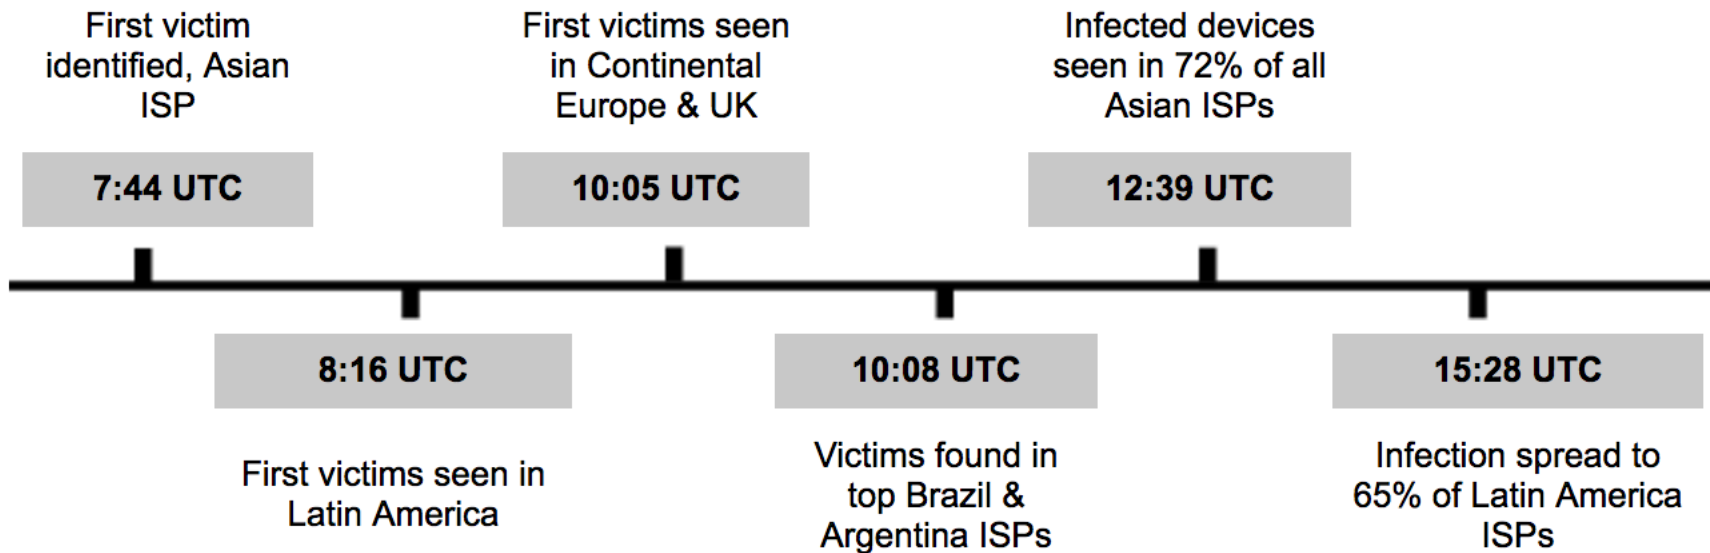 First victim
identified, Asian
ISP
7:44 UTC
First victims seen
in Continental
Europe & UK
10:05 UTC
Infected devices
seen in 72% of all
Asian ISPs
12:39 UTC
8:16 UTC
First victims seen in
Latin America
10:08 UTC
Victims found in
top Brazil &
Argentina ISPs
15:28 UTC
Infection spread to
65% of Latin America
ISPs